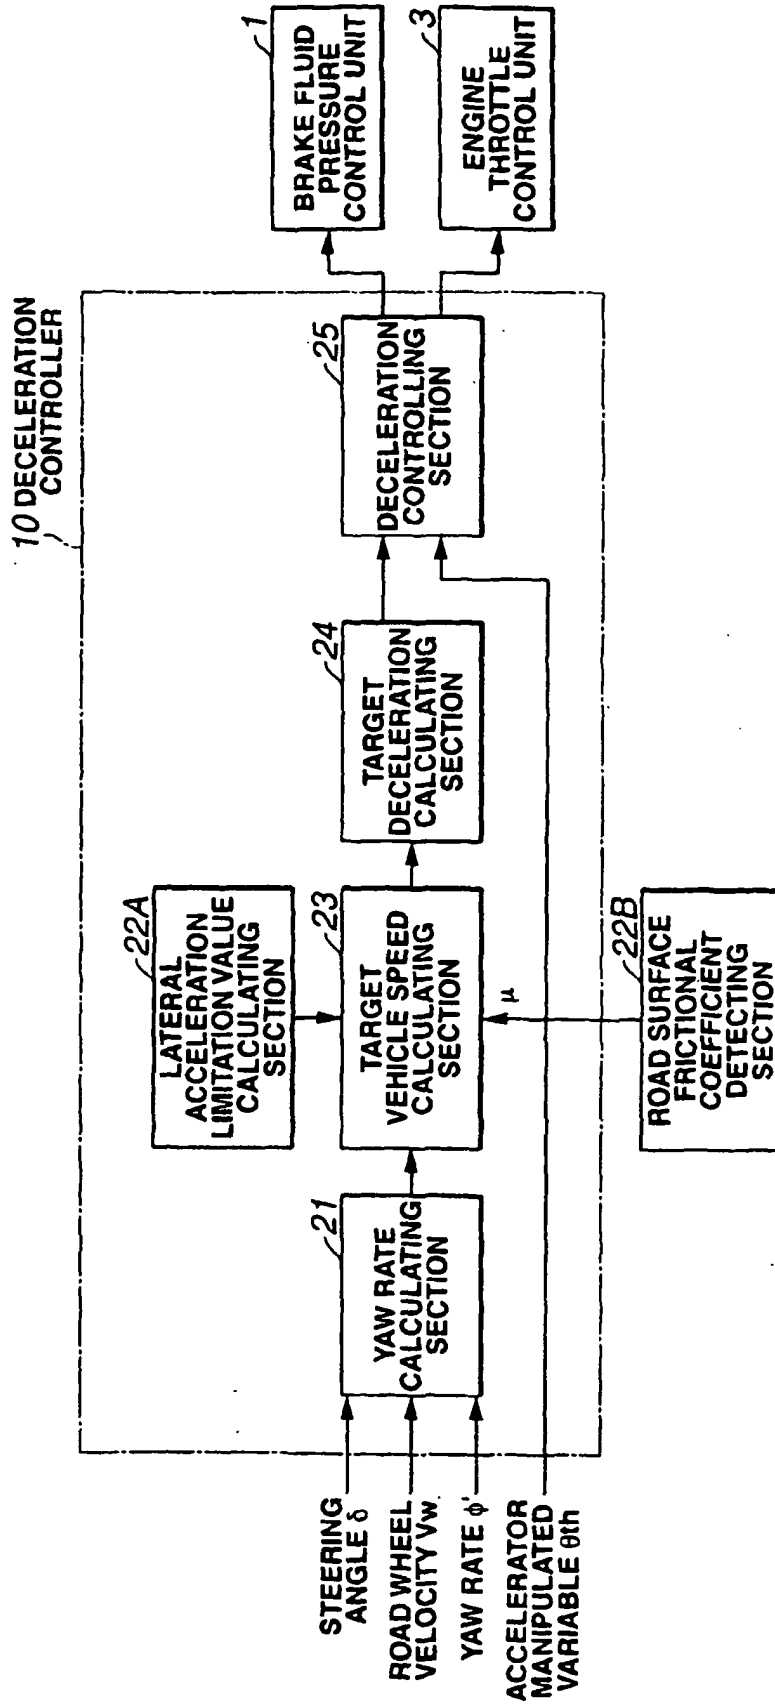 10 DECELERATION
CONTROLLER
STEERING
ANGLE δ
ROAD WHEEL
VELOCITY Vw
YAW RATE ϕ'
ACCELERATOR
MANIPULATED
VARIABLE θth
21
YAW RATE
CALCULATING
SECTION
22A
LATERAL
ACCELERATION
LIMITATION VALUE
CALCULATING
SECTION
23
TARGET
VEHICLE SPEED
CALCULATING
SECTION
μ
22B
ROAD SURFACE
FRICTIONAL
COEFFICIENT
DETECTING
SECTION
24
TARGET
DECELERATION
CALCULATING
SECTION
25
DECELERATION
CONTROLLING
SECTION
1
BRAKE FLUID
PRESSURE
CONTROL UNIT
3
ENGINE
THROTTLE
CONTROL UNIT